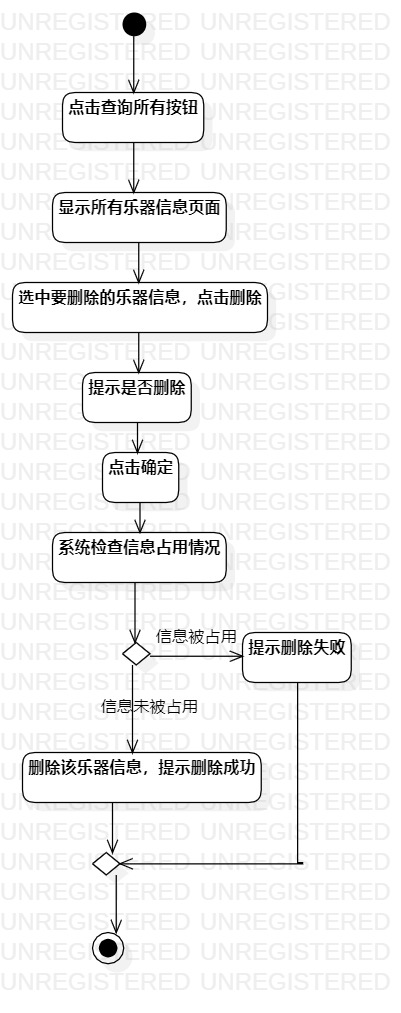 点击查询所有按钮
显示所有乐器信息页面
选中要删除的乐器信息，点击删除
提示是否删除
点击确定
系统检查信息占用情况
信息被占用
提示删除失败
信息未被占用
删除该乐器信息，提示删除成功